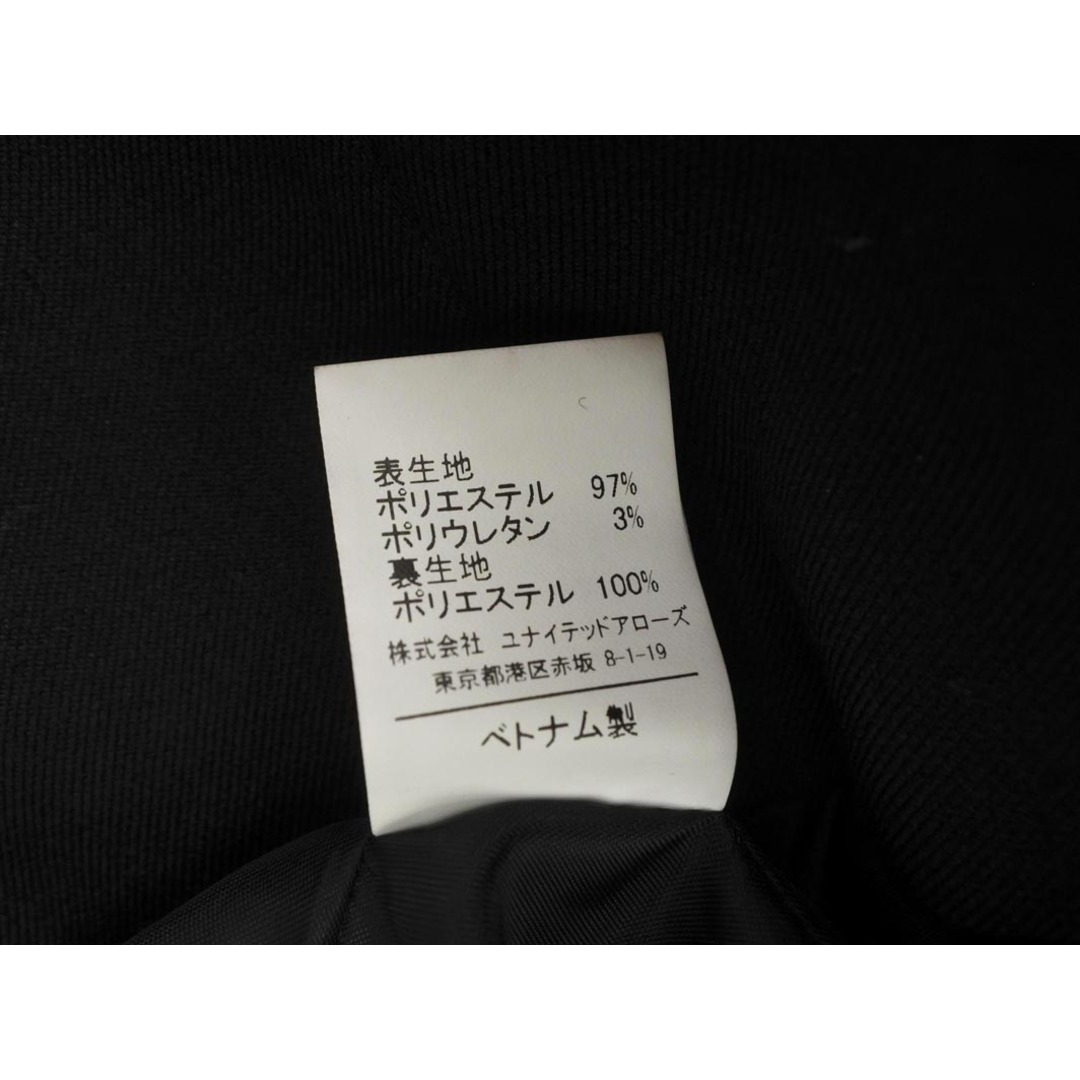 表生地
ポリエステル 97%
ポリウレタン 3%
裏生地
ポリエステル 100%
株式会社 ユナイテッドアローズ
東京都港区赤坂 8-1-19
ベトナム製